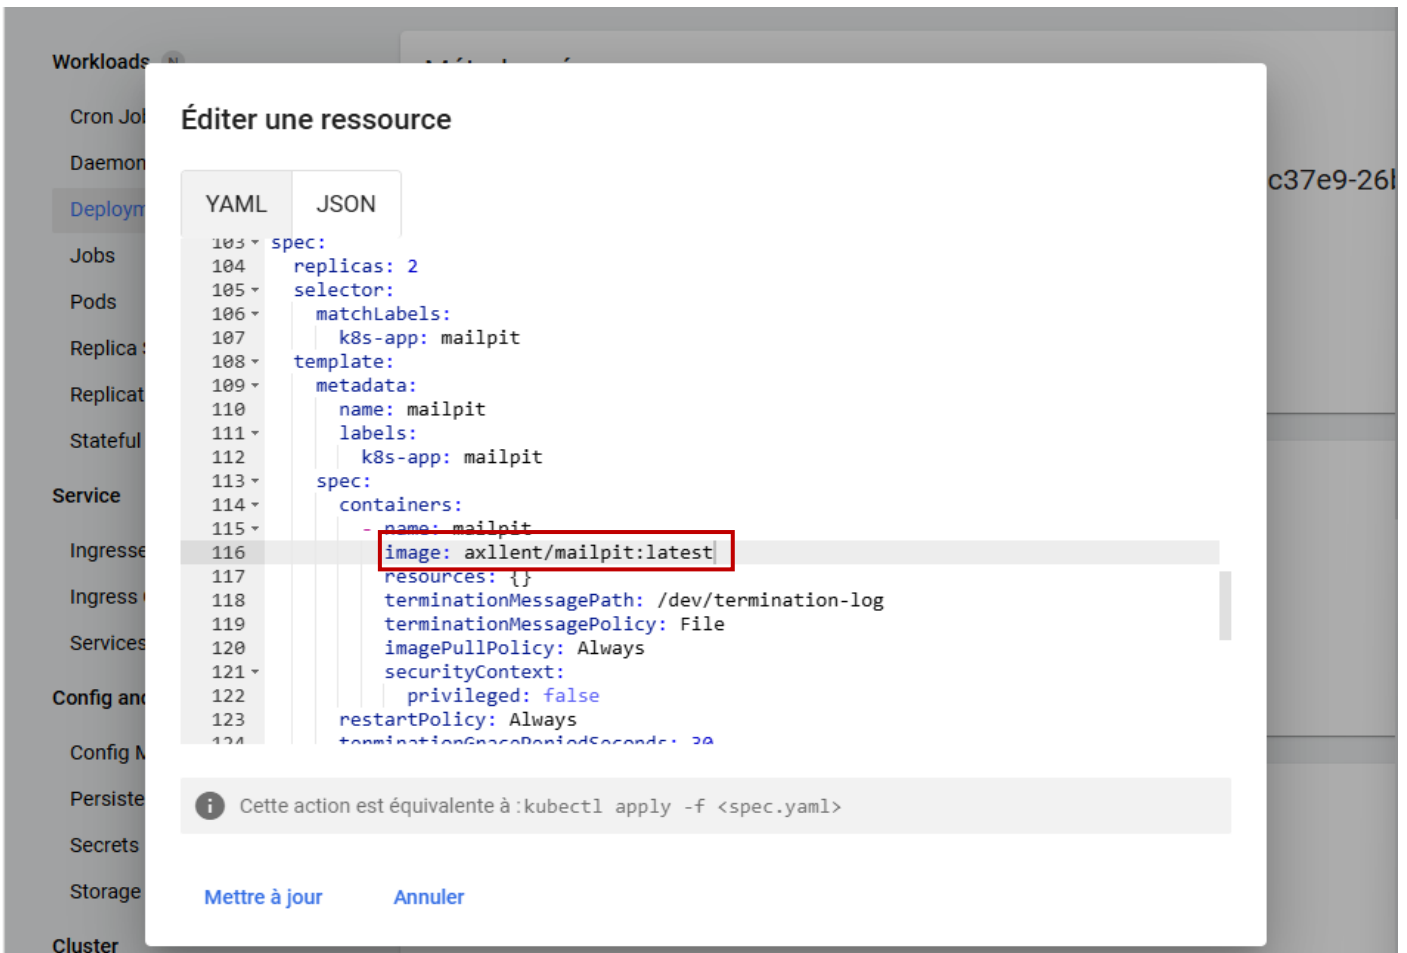 Workloads N
Cron Jol
Daemon
Deploym
Jobs
Pods
Replica
Replicat
Stateful
Service
Ingresse
Ingress
Services
Config and
Config M
Persiste
Secrets
Storage
Cluster
c37e9-26b
Éditer une ressource
YAML JSON
103 spec:
104 replicas: 2
105 selector:
106 matchLabels:
107 k8s-app: mailpit
108 template:
109 metadata:
110 name: mailpit
111 labels:
112 k8s-app: mailpit
113 spec:
114 containers:
115 - name: mailpit
116 image: axllent/mailpit:latest
117 resources: {}
118 terminationMessagePath: /dev/termination-log
119 terminationMessagePolicy: File
120 imagePullPolicy: Always
121 securityContext:
122 privileged: false
123 restartPolicy: Always
124 terminationGracePeriodSeconds: 30
Cette action est équivalente à :kubectl apply -f <spec.yaml>
Mettre à jour Annuler